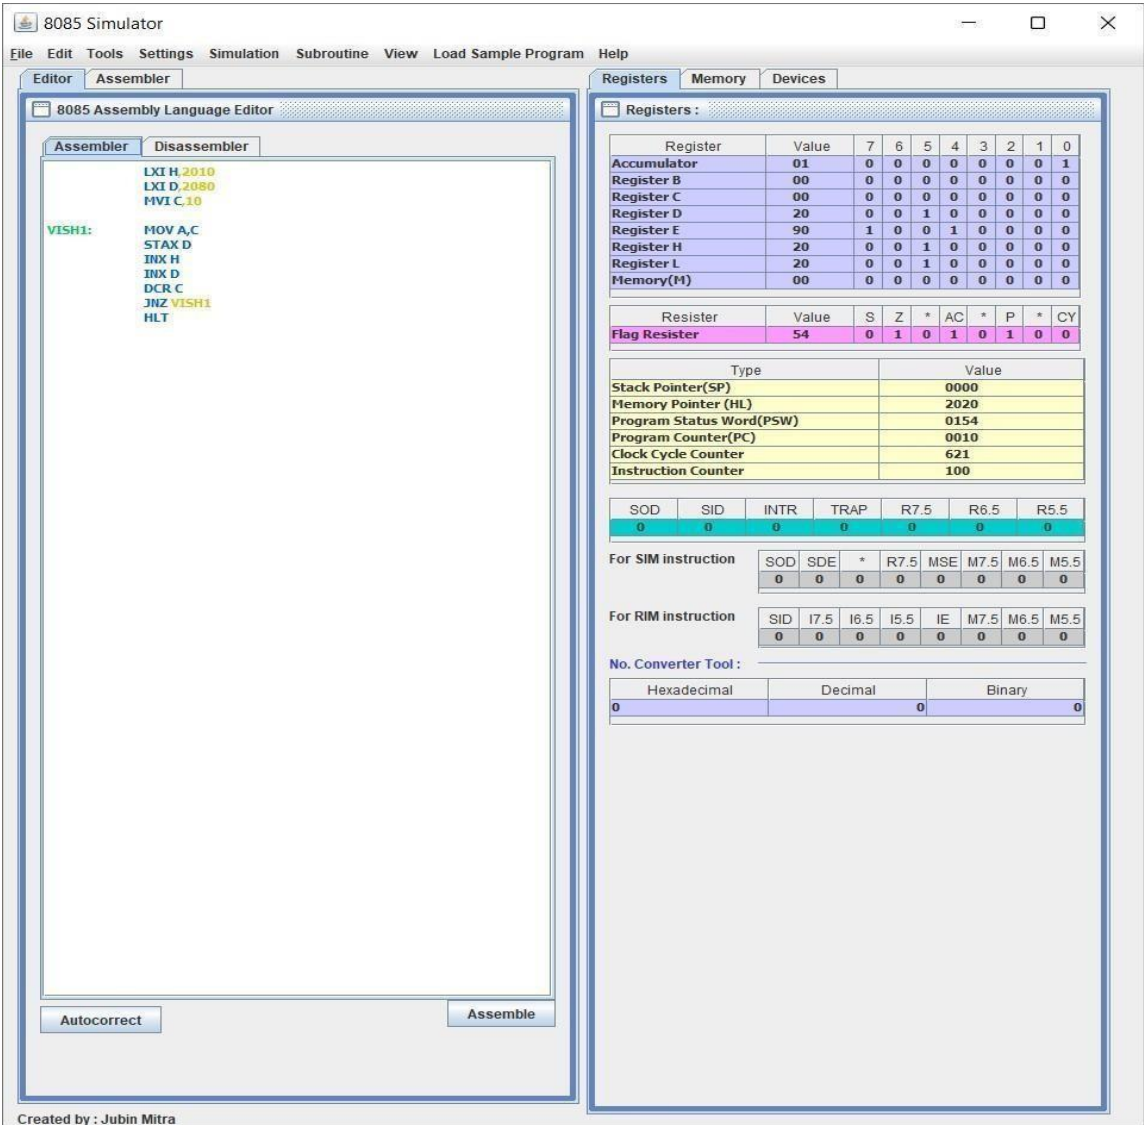 8085 Simulator
File Edit Tools Settings Simulation Subroutine View Load Sample Program Help
Editor Assembler
8085 Assembly Language Editor
Assembler Disassembler
LXI H,2010
LXI D,2080
MVI C,10
VISH1: MOV A,C
STAX D
INX H
INX D
DCR C
JNZ VISH1
HLT
Autocorrect
Assemble
Registers Memory Devices
Registers :
Register Value 7 6 5 4 3 2 1 0
Accumulator 01 0 0 0 0 0 0 0 1
Register B 00 0 0 0 0 0 0 0 0
Register C 00 0 0 0 0 0 0 0 0
Register D 20 0 0 1 0 0 0 0 0
Register E 90 1 0 0 1 0 0 0 0
Register H 20 0 0 1 0 0 0 0 0
Register L 20 0 0 1 0 0 0 0 0
Memory(M) 00 0 0 0 0 0 0 0 0
Resister Value S Z * AC * P * CY
Flag Resister 54 0 1 0 1 0 1 0 0
Type Value
Stack Pointer(SP) 0000
Memory Pointer (HL) 2020
Program Status Word(PSW) 0154
Program Counter(PC) 0010
Clock Cycle Counter 621
Instruction Counter 100
SOD SID INTR TRAP R7.5 R6.5 R5.5
0 0 0 0 0 0 0
For SIM instruction SOD SDE * R7.5 MSE M7.5 M6.5 M5.5
0 0 0 0 0 0 0 0
For RIM instruction SID I7.5 I6.5 I5.5 IE M7.5 M6.5 M5.5
0 0 0 0 0 0 0 0
No. Converter Tool :
Hexadecimal Decimal Binary
0 0 0
Created by : Jubin Mitra